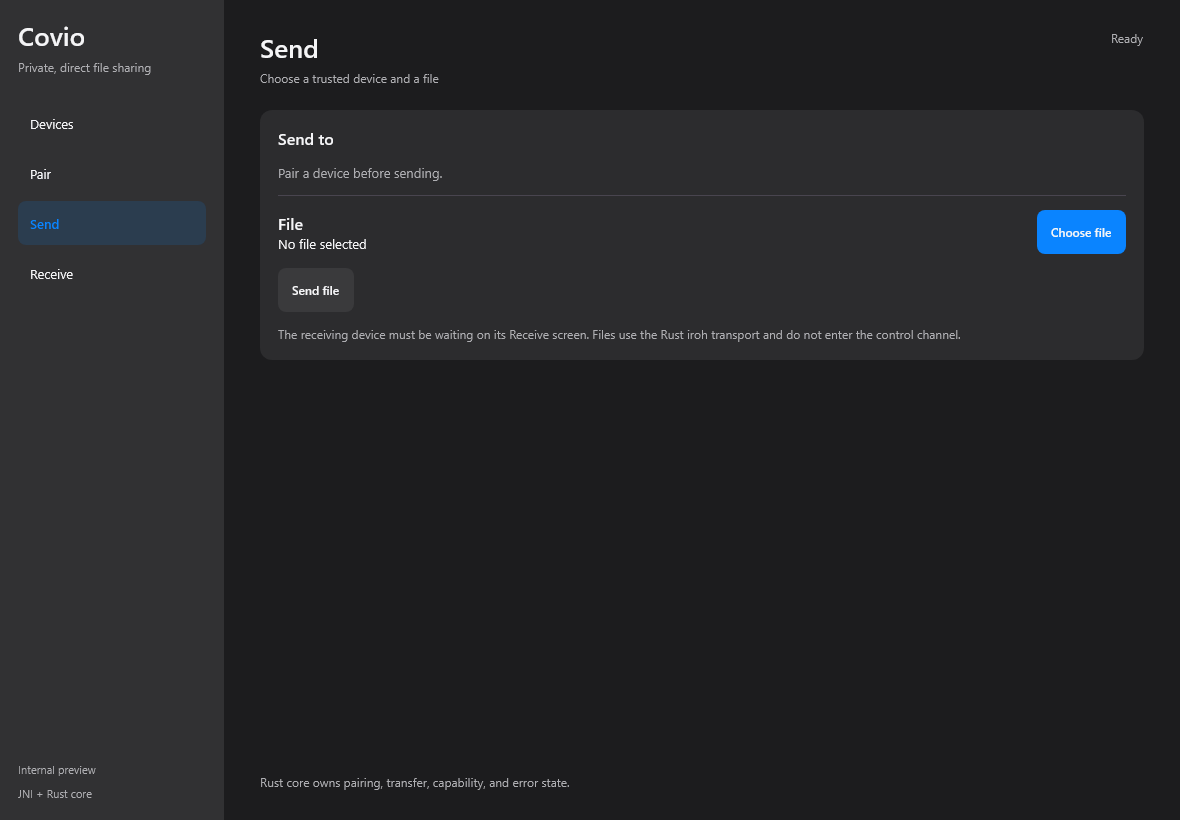 Covio
Private, direct file sharing
Devices
Pair
Send
Receive
Internal preview
JNI + Rust core
Send
Choose a trusted device and a file
Ready
Send to
Pair a device before sending.
File
No file selected
Choose file
Send file
The receiving device must be waiting on its Receive screen. Files use the Rust iroh transport and do not enter the control channel.
Rust core owns pairing, transfer, capability, and error state.